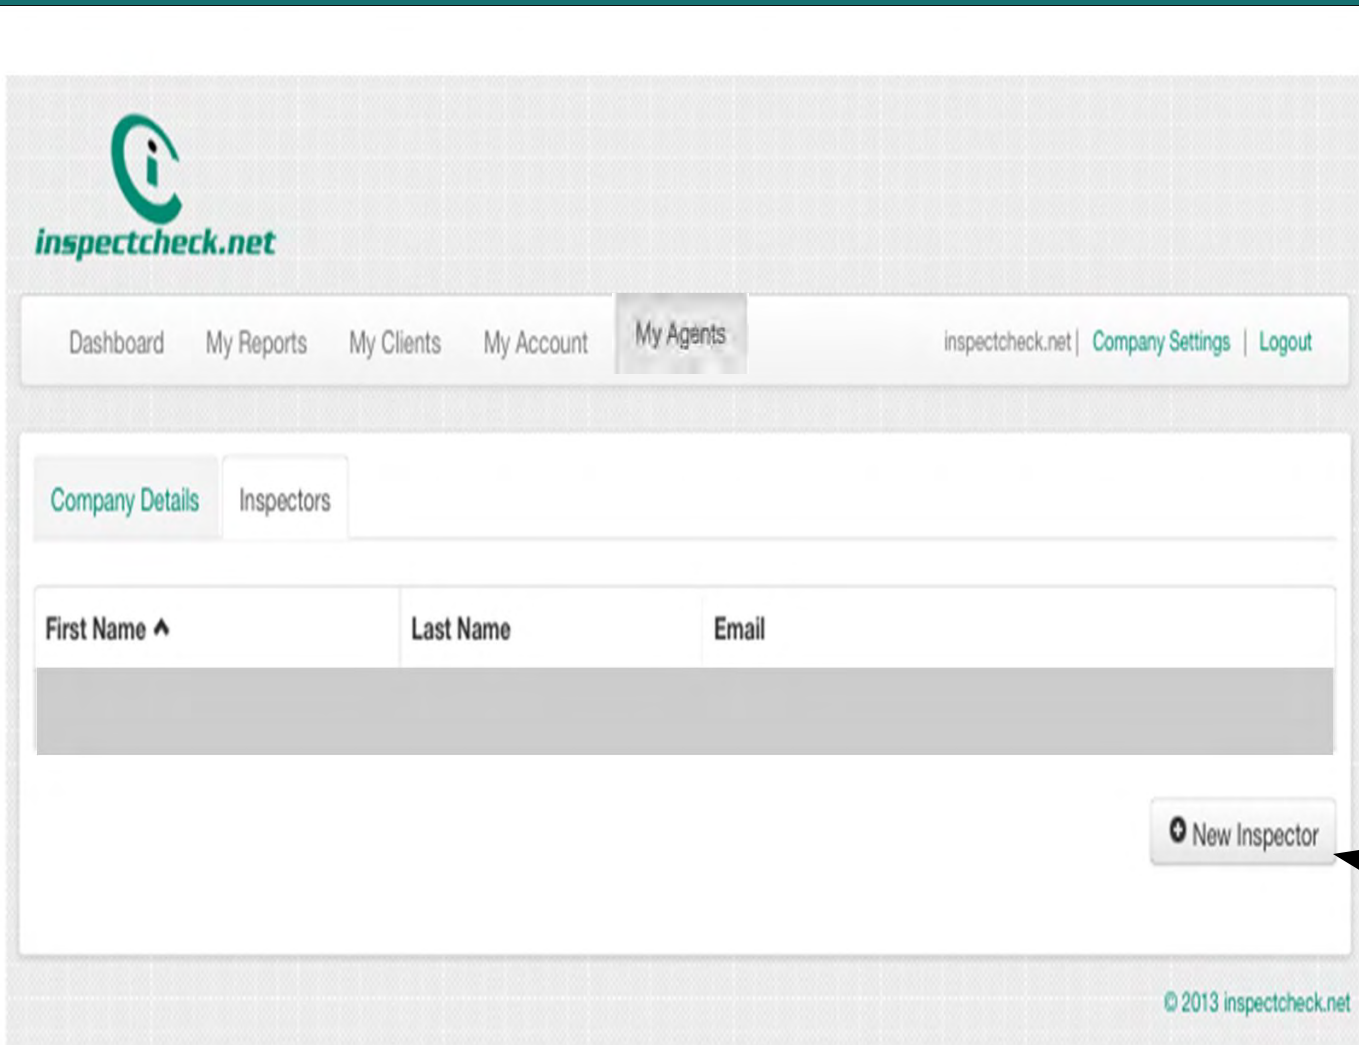 inspectcheck.net
Dashboard My Reports My Clients My Account My Agents inspectcheck.net | Company Settings | Logout
Company Details Inspectors
First Name Last Name Email
New Inspector
© 2013 inspectcheck.net